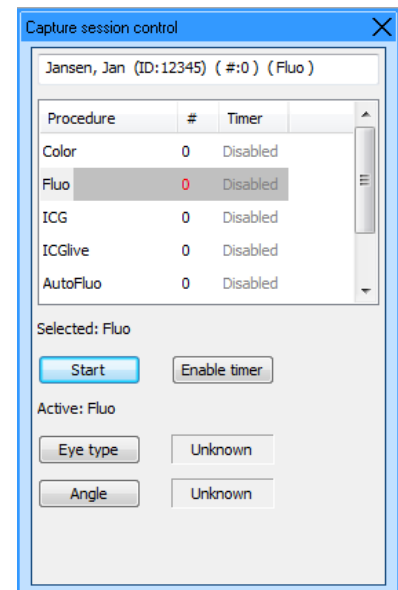 Capture session control
Jansen, Jan (ID:12345) ( #:0 ) ( Fluo )
Procedure # Timer
Color 0 Disabled
Fluo 0 Disabled
ICG 0 Disabled
ICGlive 0 Disabled
AutoFluo 0 Disabled
Selected: Fluo
Start Enable timer
Active: Fluo
Eye type Unknown
Angle Unknown